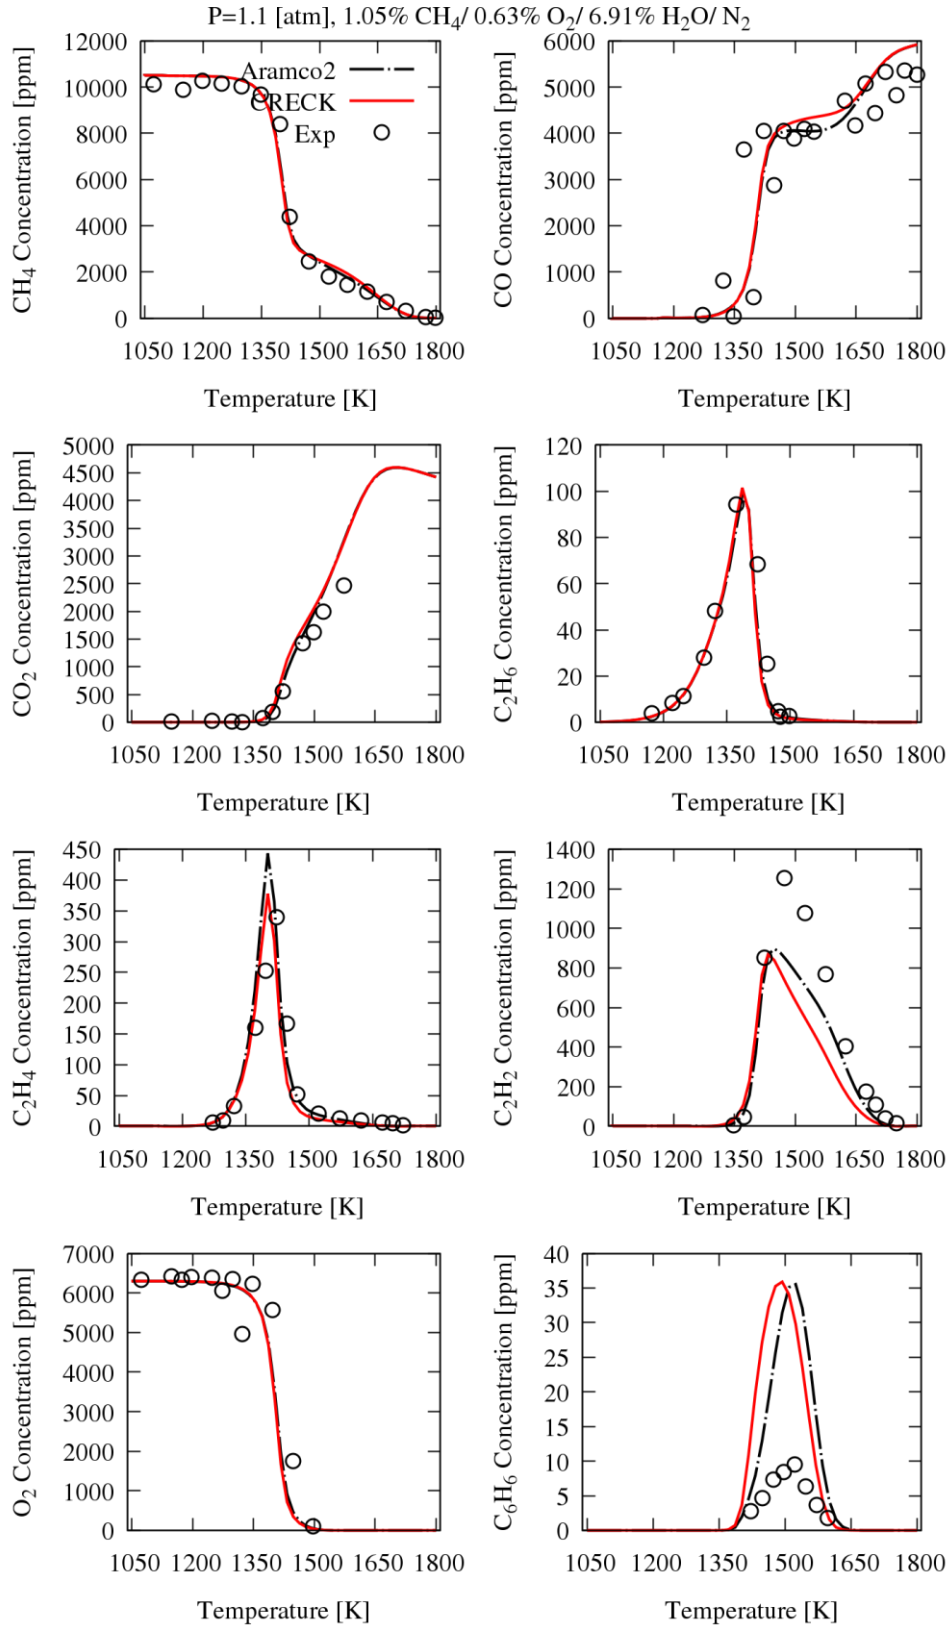 P=1.1 [atm], 1.05% CH₄/ 0.63% O₂/ 6.91% H₂O/ N₂
CH₄ Concentration [ppm]
12000
10000
8000
6000
4000
2000
0
Aramco2
RECK
Exp
1050 1200 1350 1500 1650 1800
Temperature [K]
CO Concentration [ppm]
6000
5000
4000
3000
2000
1000
0
1050 1200 1350 1500 1650 1800
Temperature [K]
CO₂ Concentration [ppm]
5000
4500
4000
3500
3000
2500
2000
1500
1000
500
0
1050 1200 1350 1500 1650 1800
Temperature [K]
C₂H₆ Concentration [ppm]
120
100
80
60
40
20
0
1050 1200 1350 1500 1650 1800
Temperature [K]
C₂H₄ Concentration [ppm]
450
400
350
300
250
200
150
100
50
0
1050 1200 1350 1500 1650 1800
Temperature [K]
C₂H₂ Concentration [ppm]
1400
1200
1000
800
600
400
200
0
1050 1200 1350 1500 1650 1800
Temperature [K]
O₂ Concentration [ppm]
7000
6000
5000
4000
3000
2000
1000
0
1050 1200 1350 1500 1650 1800
Temperature [K]
C₆H₆ Concentration [ppm]
40
35
30
25
20
15
10
5
0
1050 1200 1350 1500 1650 1800
Temperature [K]